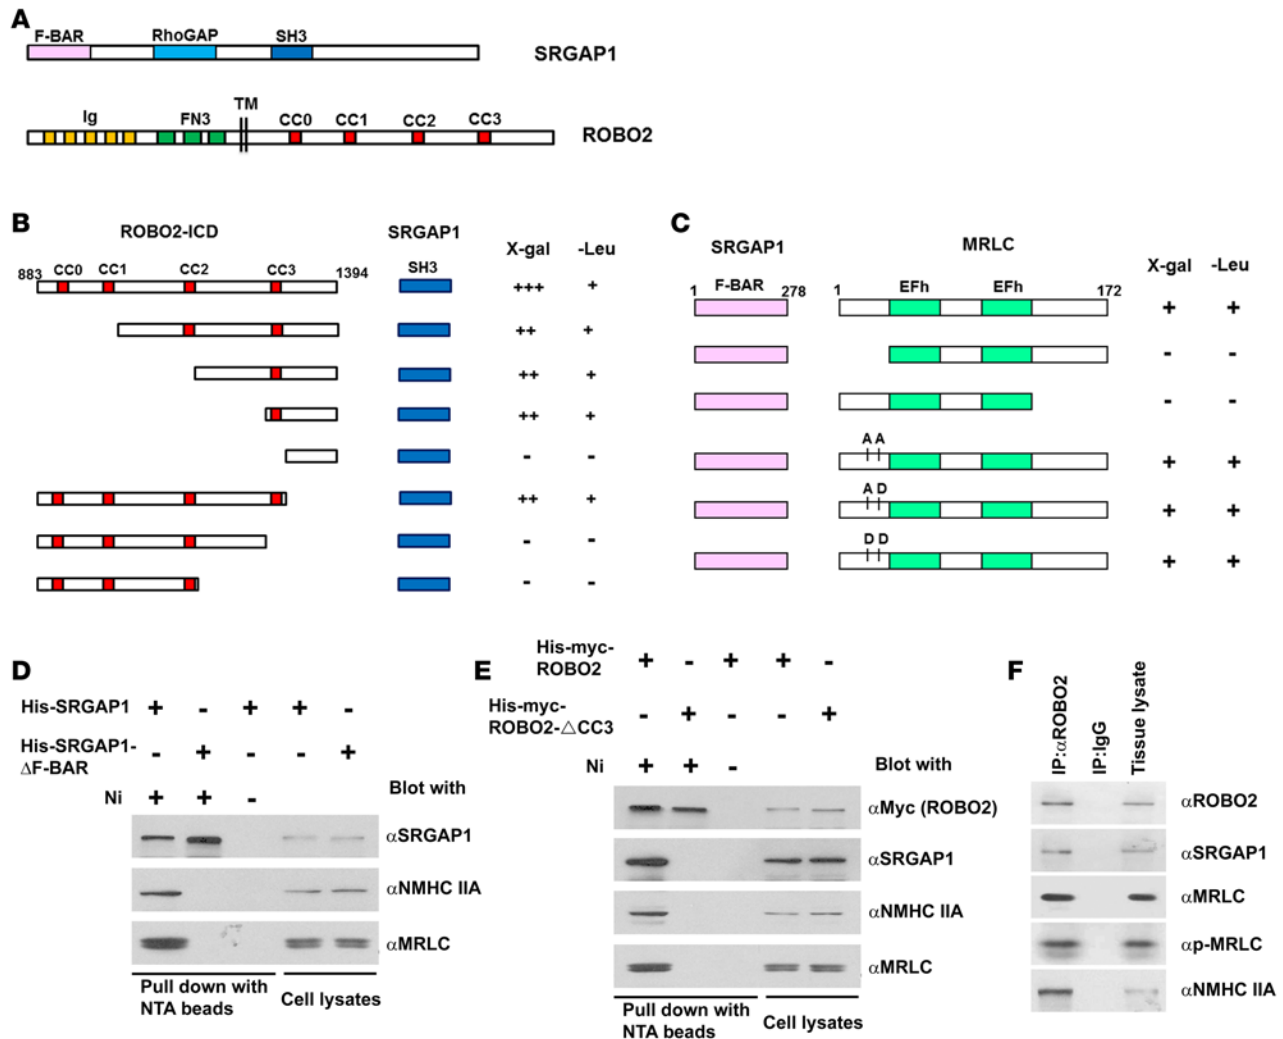 A
F-BAR RhoGAP SH3
SRGAP1
Ig FN3 TM CC0 CC1 CC2 CC3
ROBO2
B
ROBO2-ICD SRGAP1
X-gal -Leu
883 CC0 CC1 CC2 CC3 1394 SH3
+++ +
++ +
++ +
++ +
- -
++ +
- -
- -
C
SRGAP1 MRLC
X-gal -Leu
1 F-BAR 278 1 EFh EFh 172
+ +
- -
- -
A A
+ +
A D
+ +
D D
+ +
D
His-SRGAP1 + - + + -
His-SRGAP1-
ΔF-BAR - + - - +
Ni + + -
Blot with
αSRGAP1
αNMHC IIA
αMRLC
Pull down with
NTA beads
Cell lysates
E
His-myc-
ROBO2 + - + + -
His-myc-
ROBO2-△CC3 - + - - +
Ni + + -
Blot with
αMyc (ROBO2)
αSRGAP1
αNMHC IIA
αMRLC
Pull down with
NTA beads
Cell lysates
F
IP:αROBO2
IP:IgG
Tissue lysate
αROBO2
αSRGAP1
αMRLC
αp-MRLC
αNMHC IIA